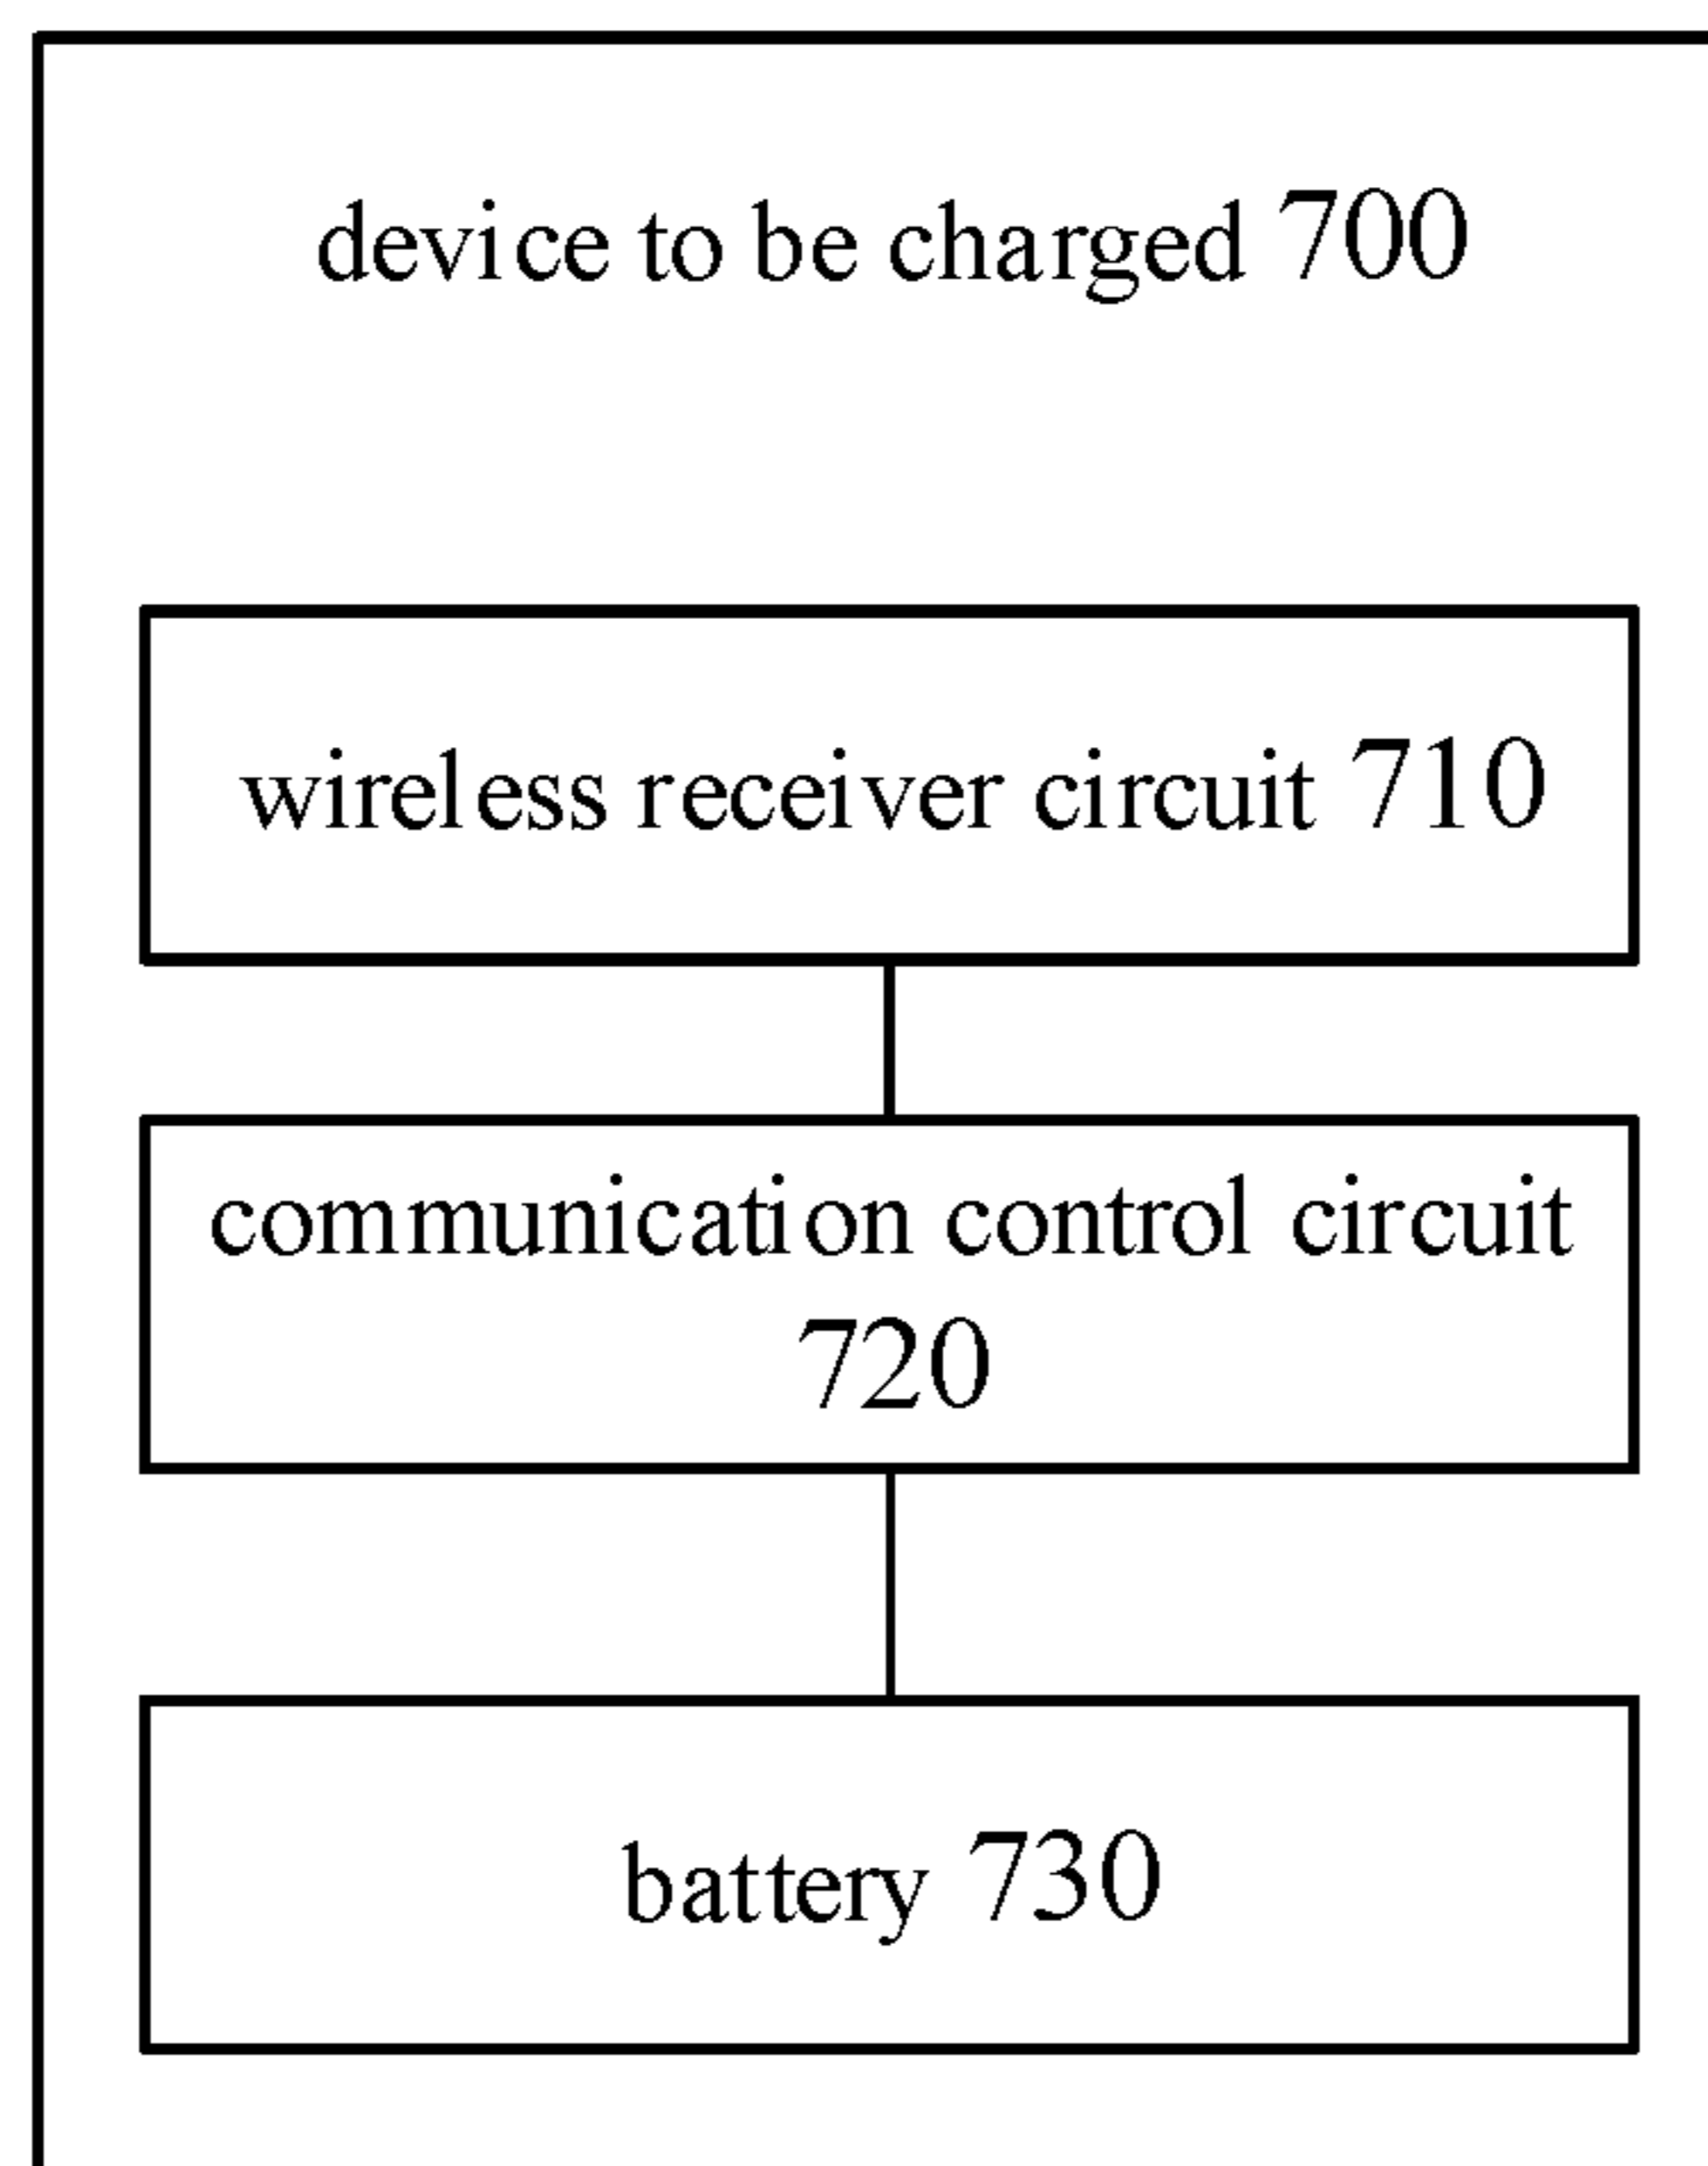 device to be charged 700
wireless receiver circuit 710
communication control circuit
720
battery 730